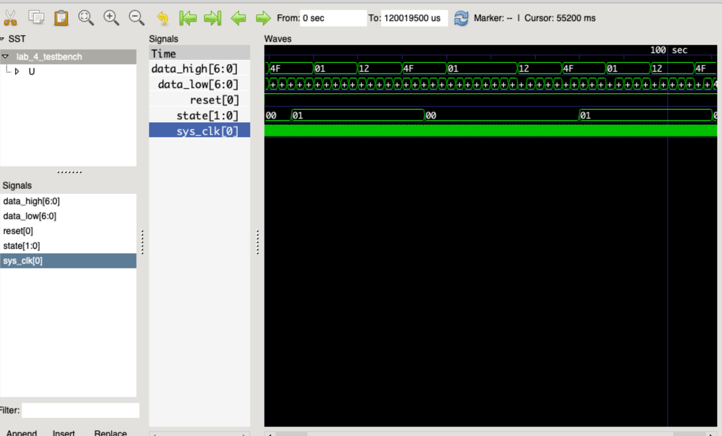 From: 0 sec To: 120019500 us Marker: -- | Cursor: 55200 ms
SST
lab_4_testbench
U
Signals
data_high[6:0]
data_low[6:0]
reset[0]
state[1:0]
sys_clk[0]
Filter:
Append Insert Replace
Signals
Time
data_high[6:0]
data_low[6:0]
reset[0]
state[1:0]
sys_clk[0]
Waves
100 sec
4F 01 12 4F 01 12 4F 01 12 4F
+ + + + + + + + + + + + + + + + + + + + + + + + + + + + + + + + + + + + + + + + + + + + + + + + + +
00 01 00 01